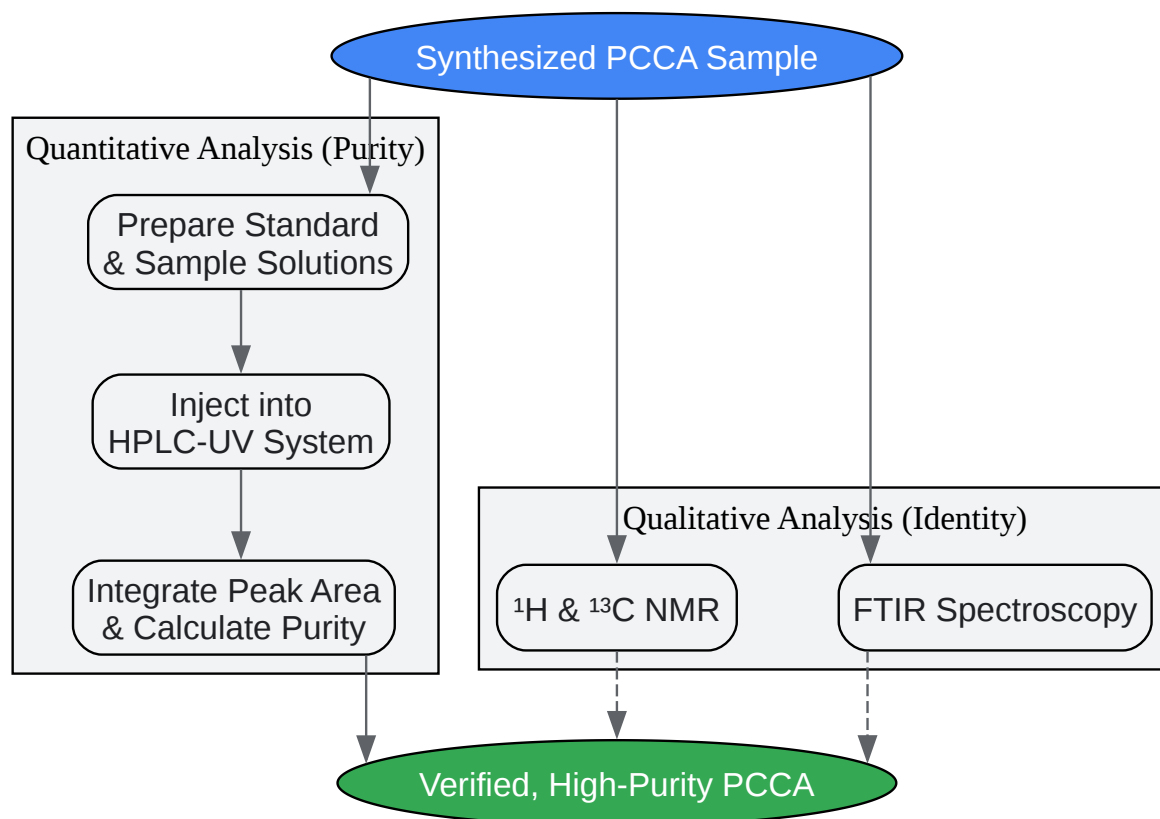 Synthesized PCCA Sample
Quantitative Analysis (Purity)
Prepare Standard
& Sample Solutions
Inject into
HPLC-UV System
Integrate Peak Area
& Calculate Purity
Qualitative Analysis (Identity)
¹H & ¹³C NMR
FTIR Spectroscopy
Verified, High-Purity PCCA